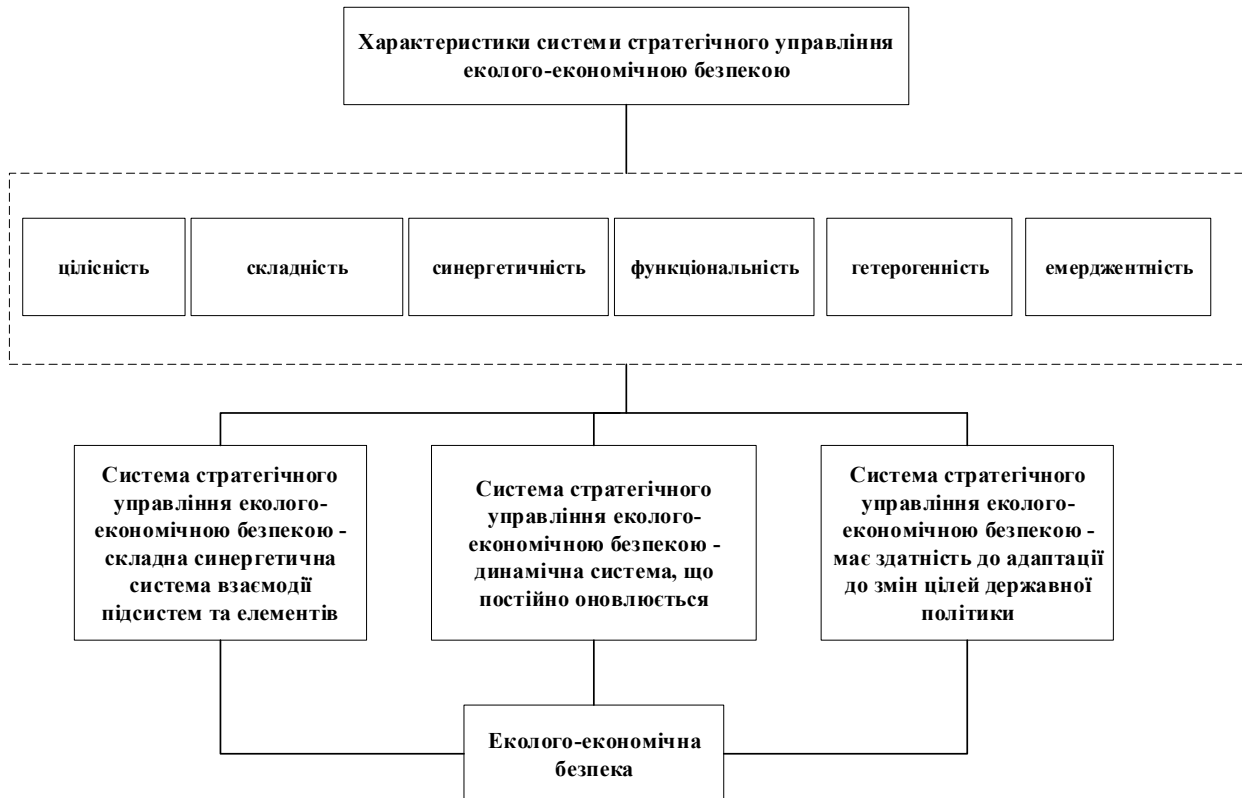 Характеристики системи стратегічного управління
еколого-економічною безпекою
цілісність
складність
синергетичність
функціональність
гетерогенність
емерджентність
Система стратегічного
управління еколого-
економічною безпекою -
складна синергетична
система взаємодії
підсистем та елементів
Система стратегічного
управління еколого-
економічною безпекою -
динамічна система, що
постійно оновлюється
Система стратегічного
управління еколого-
економічною безпекою -
має здатність до адаптації
до змін цілей державної
політики
Еколого-економічна
безпека